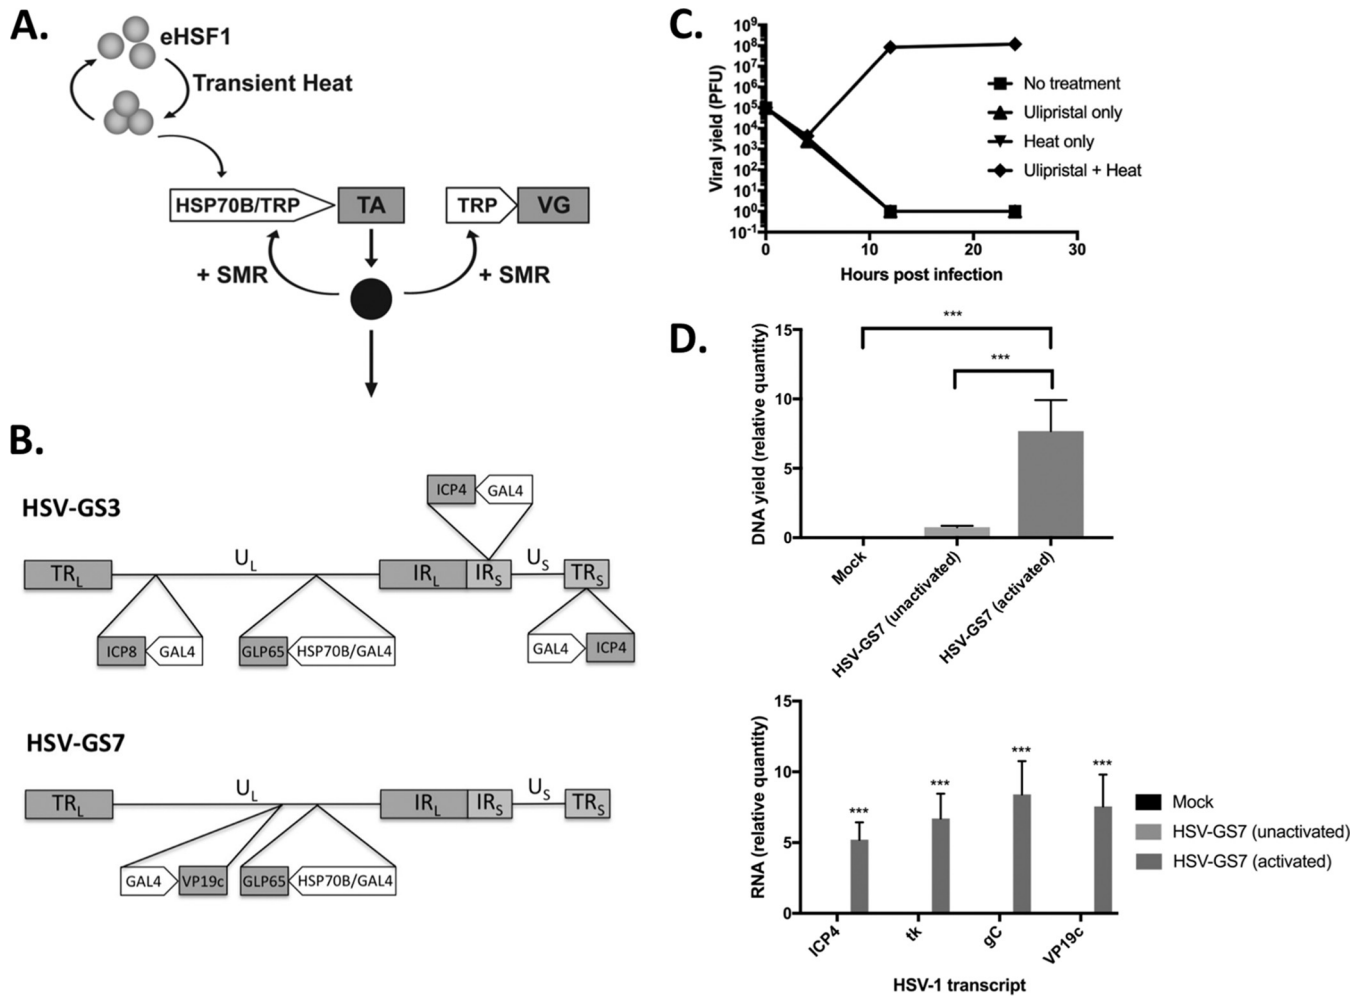 A.
eHSF1
Transient Heat
HSP70B/TRP
TA
TRP
VG
+ SMR
+ SMR
B.
HSV-GS3
ICP4
GAL4
TRL
UL
IRL
IRS
US
TRS
ICP8
GAL4
GLP65
HSP70B/GAL4
GAL4
ICP4
HSV-GS7
TRL
UL
IRL
IRS
US
TRS
GAL4
VP19c
GLP65
HSP70B/GAL4
C.
Viral yield (PFU)
10⁹
10⁸
10⁷
10⁶
10⁵
10⁴
10³
10²
10¹
10⁰
10⁻¹
0
10
20
30
Hours post infection
No treatment
Ulipristal only
Heat only
Ulipristal + Heat
D.
DNA yield (relative quantity)
15
10
5
0
***
***
Mock
HSV-GS7 (unactivated)
HSV-GS7 (activated)
RNA (relative quantity)
15
10
5
0
***
***
***
***
ICP4
tk
gC
VP19c
HSV-1 transcript
Mock
HSV-GS7 (unactivated)
HSV-GS7 (activated)